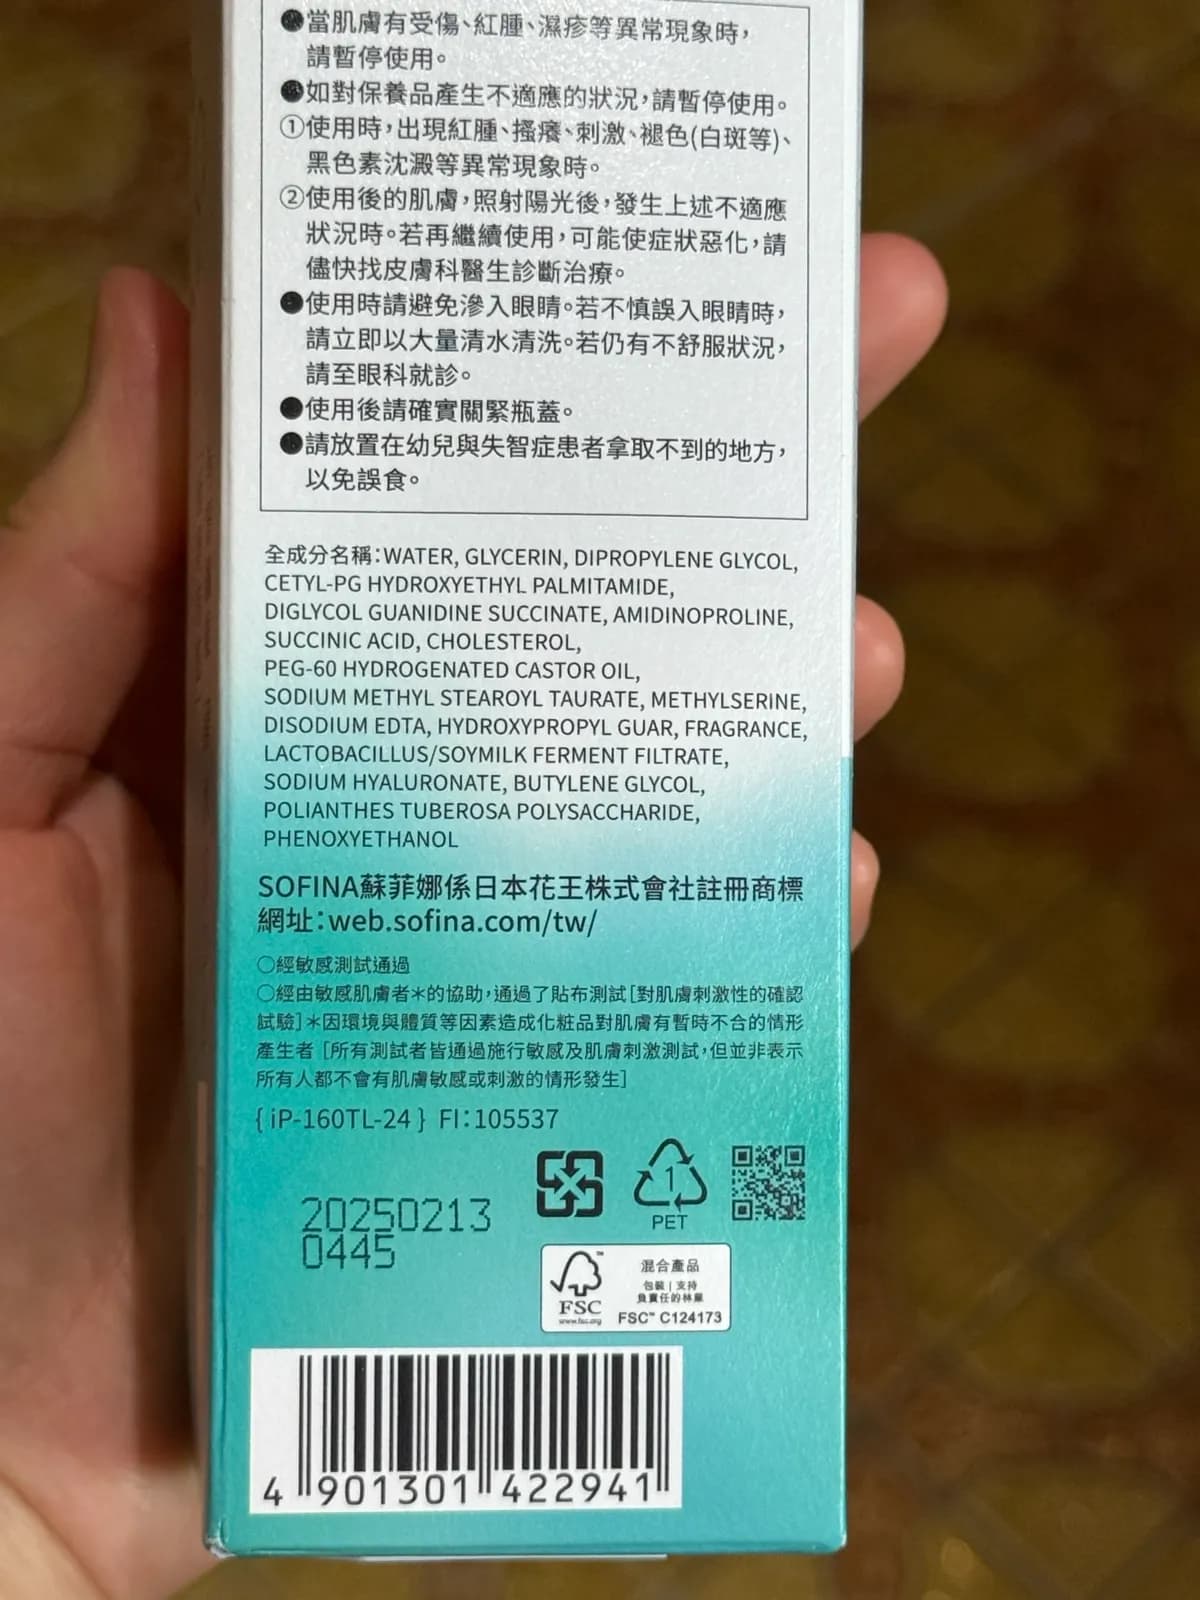 ●當肌膚有受傷、紅腫、濕疹等異常現象時，
請暫停使用。
●如對保養品產生不適應的狀況，請暫停使用。
①使用時，出現紅腫、搔癢、刺激、褪色(白斑等)、
黑色素沈澱等異常現象時。
②使用後的肌膚，照射陽光後，發生上述不適應
狀況時。若再繼續使用，可能使症狀惡化，請
儘快找皮膚科醫生診斷治療。
●使用時請避免滲入眼睛。若不慎誤入眼睛時，
請立即以大量清水清洗。若仍有不舒服狀況，
請至眼科就診。
●使用後請確實關緊瓶蓋。
●請放置在幼兒與失智症患者拿取不到的地方，
以免誤食。
全成分名稱：WATER, GLYCERIN, DIPROPYLENE GLYCOL,
CETYL-PG HYDROXYETHYL PALMITAMIDE,
DIGLYCOL GUANIDINE SUCCINATE, AMIDINOPROLINE,
SUCCINIC ACID, CHOLESTEROL,
PEG-60 HYDROGENATED CASTOR OIL,
SODIUM METHYL STEAROYL TAURATE, METHYLSERINE,
DISODIUM EDTA, HYDROXYPROPYL GUAR, FRAGRANCE,
LACTOBACILLUS/SOYMILK FERMENT FILTRATE,
SODIUM HYALURONATE, BUTYLENE GLYCOL,
POLIANTHES TUBEROSA POLYSACCHARIDE,
PHENOXYETHANOL
SOFINA蘇菲娜係日本花王株式會社註冊商標
網址：web.sofina.com/tw/
○經敏感測試通過
○經由敏感肌膚者＊的協助，通過了貼布測試［對肌膚刺激性的確認
試驗］＊因環境與體質等因素造成化粧品對肌膚有暫時不合的情形
產生者［所有測試者皆通過施行敏感及肌膚刺激測試，但並非表示
所有人都不會有肌膚敏感或刺激的情形發生］
{ iP-160TL-24 } FI：105537
20250213
0445
1
PET
FSC™
www.fsc.org
混合產品
包裝 | 支持
負責任的林業
FSC™ C124173
4 901301 422941